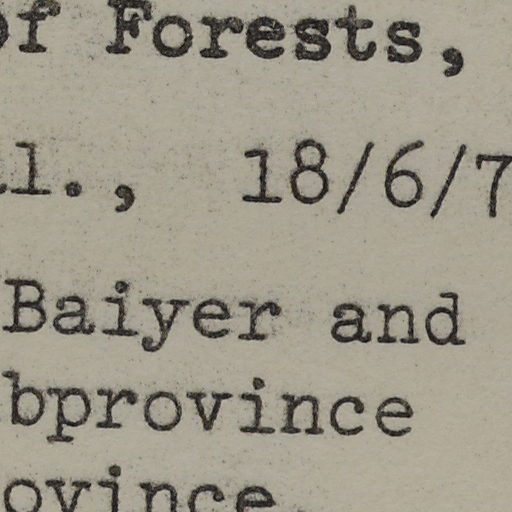 of Forests,
l., 18/6/7
Baiyer and
bprovince
ovince